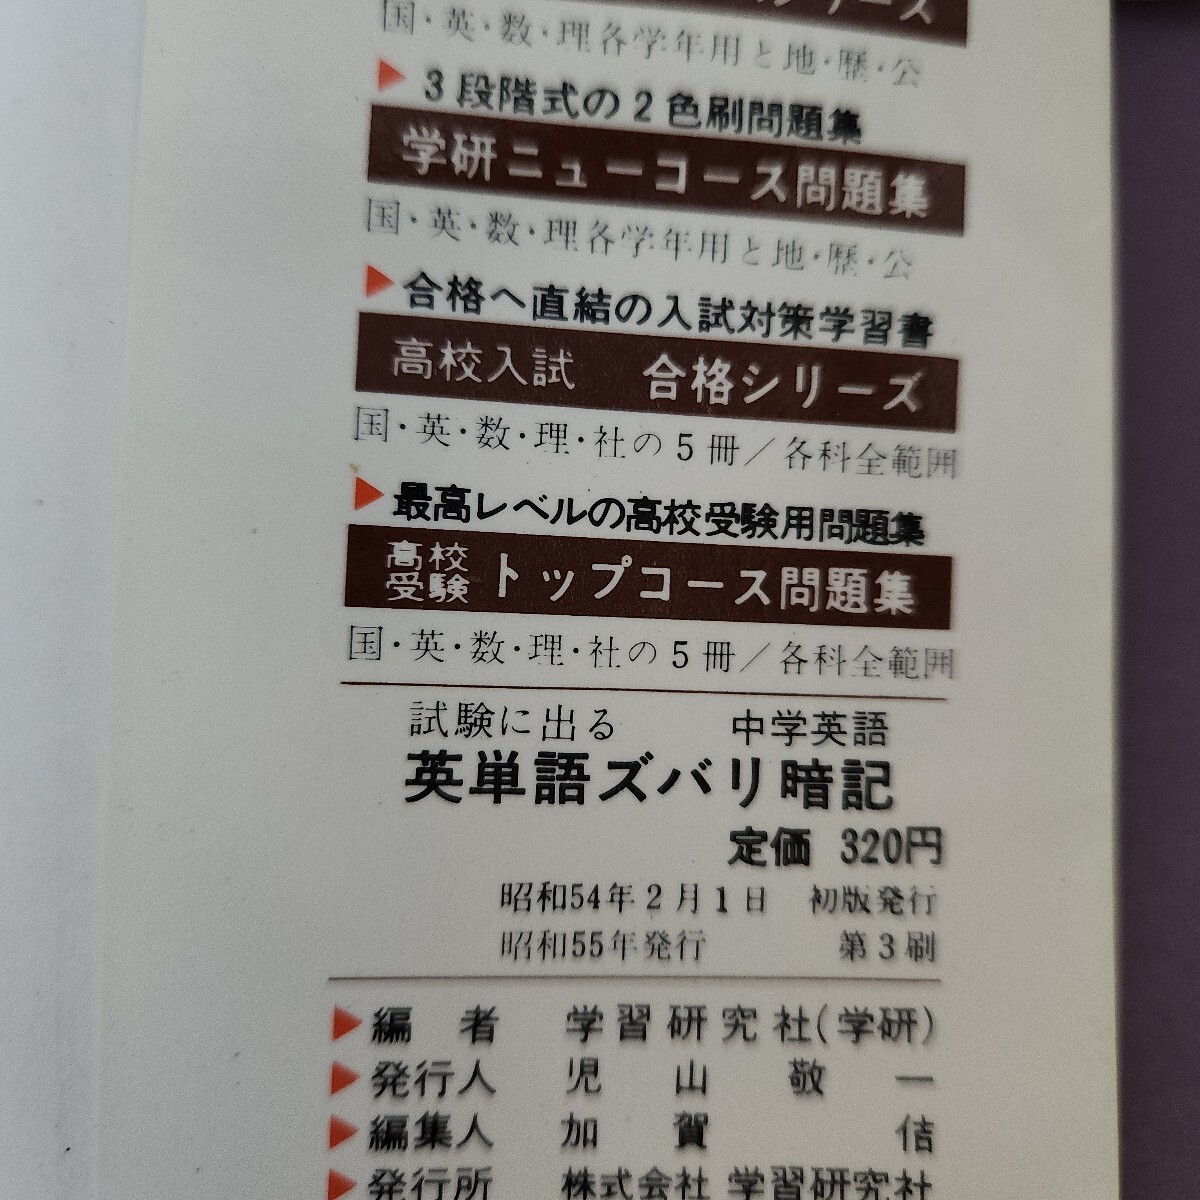 シリーズ
国・英・数・理各学年用と地・歴・公
▶3段階式の2色刷問題集
学研ニューコース問題集
国・英・数・理各学年用と地・歴・公
▶合格へ直結の入試対策学習書
高校入試 合格シリーズ
国・英・数・理・社の5冊/各科全範囲
▶最高レベルの高校受験用問題集
高校受験 トップコース問題集
国・英・数・理・社の5冊/各科全範囲
試験に出る 中学英語
英単語ズバリ暗記
定価 320円
昭和54年2月1日 初版発行
昭和55年発行 第3刷
▶編者 学習研究社(学研)
▶発行人 児山敬一
▶編集人 加賀佶
▶発行所 株式会社 学習研究社